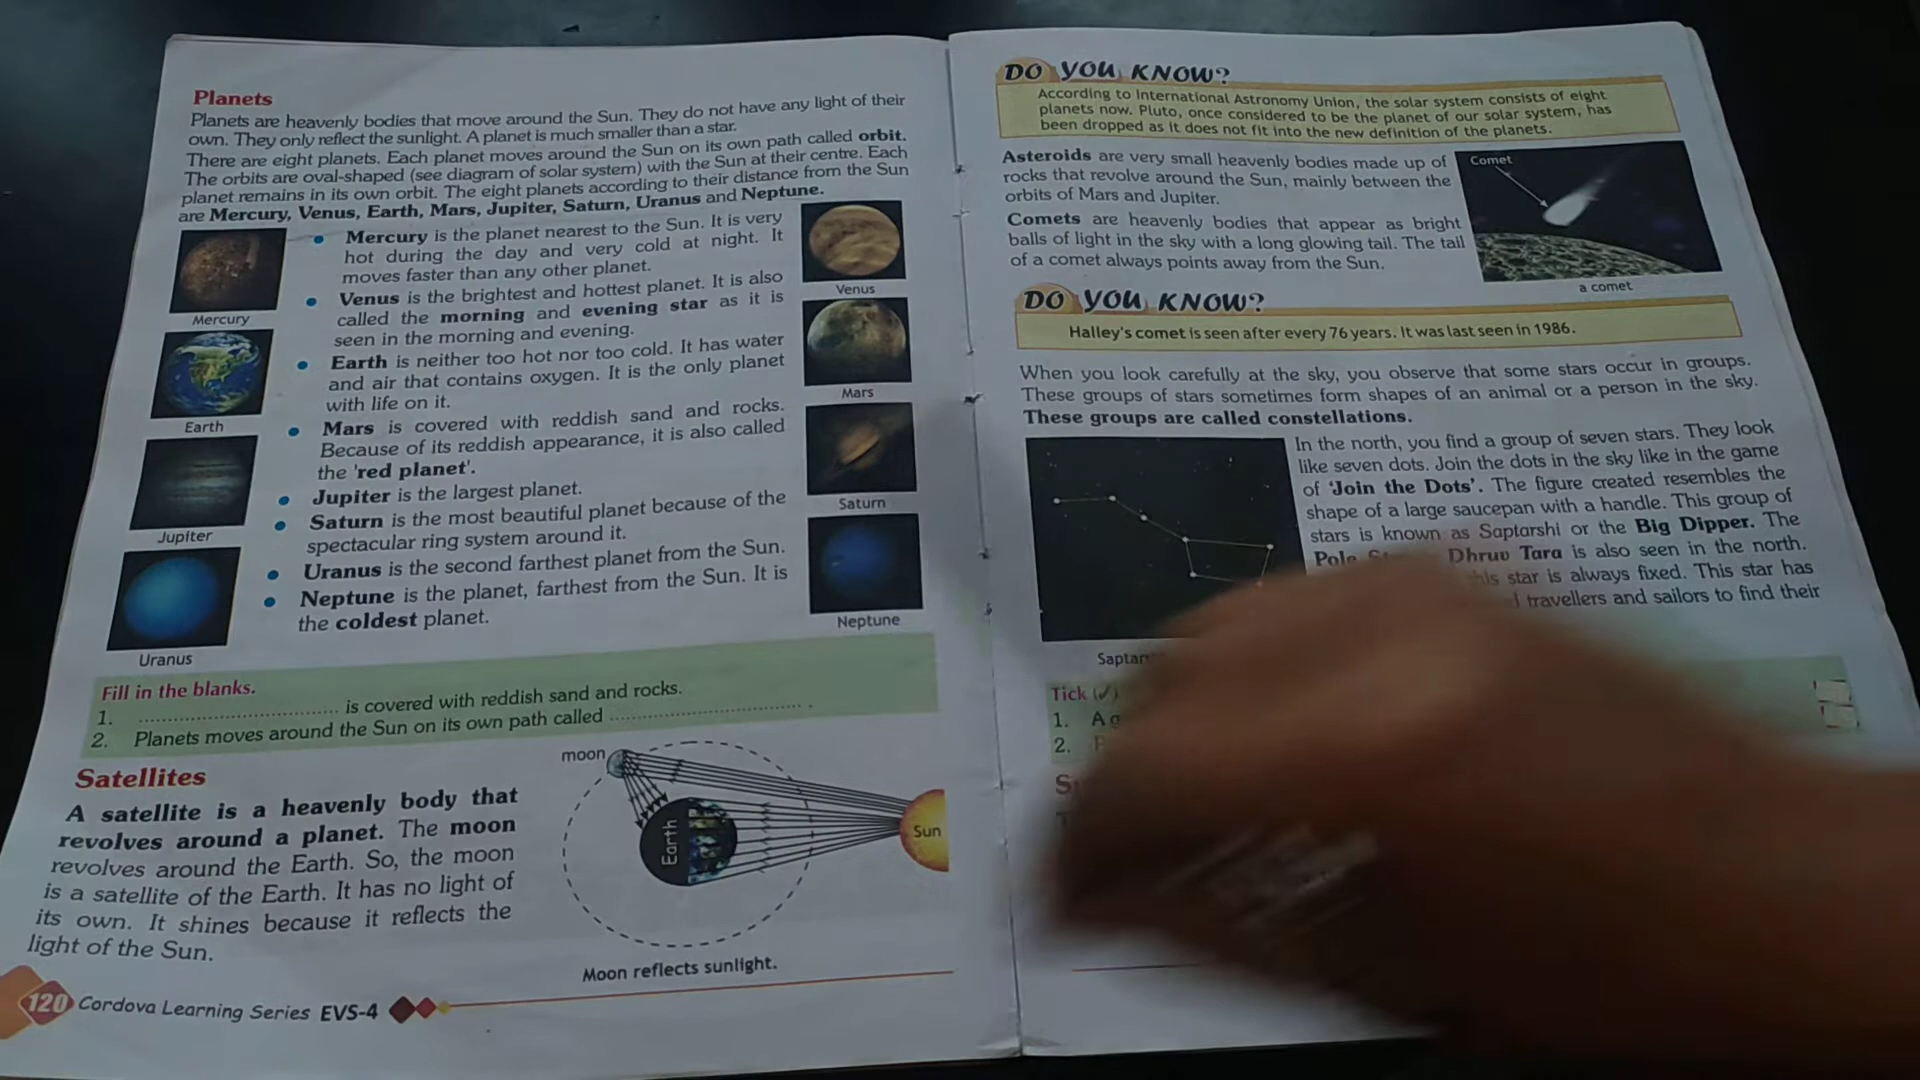 Planets
Planets are heavenly bodies that move around the Sun. They do not have any light of their
own. They only reflect the sunlight. A planet is much smaller than a star.
There are eight planets. Each planet moves around the Sun on its own path called orbit.
The orbits are oval-shaped (see diagram of solar system) with the Sun at their centre. Each
planet remains in its own orbit. The eight planets according to their distance from the Sun
are Mercury, Venus, Earth, Mars, Jupiter, Saturn, Uranus and Neptune.
• Mercury is the planet nearest to the Sun. It is very
hot during the day and very cold at night. It
moves faster than any other planet.
• Venus is the brightest and hottest planet. It is also
called the morning and evening star as it is
seen in the morning and evening.
• Earth is neither too hot nor too cold. It has water
and air that contains oxygen. It is the only planet
with life on it.
• Mars is covered with reddish sand and rocks.
Because of its reddish appearance, it is also called
the 'red planet'.
• Jupiter is the largest planet.
• Saturn is the most beautiful planet because of the
spectacular ring system around it.
• Uranus is the second farthest planet from the Sun.
• Neptune is the planet, farthest from the Sun. It is
the coldest planet.
Mercury
Earth
Jupiter
Uranus
Venus
Mars
Saturn
Neptune
Fill in the blanks.
1. ........................................ is covered with reddish sand and rocks.
2. Planets moves around the Sun on its own path called ...................................... .
Satellites
A satellite is a heavenly body that
revolves around a planet. The moon
revolves around the Earth. So, the moon
is a satellite of the Earth. It has no light of
its own. It shines because it reflects the
light of the Sun.
moon
Earth
Sun
Moon reflects sunlight.
120 Cordova Learning Series EVS-4
DO YOU KNOW?
According to International Astronomy Union, the solar system consists of eight
planets now. Pluto, once considered to be the planet of our solar system, has
been dropped as it does not fit into the new definition of the planets.
Asteroids are very small heavenly bodies made up of
rocks that revolve around the Sun, mainly between the
orbits of Mars and Jupiter.
Comets are heavenly bodies that appear as bright
balls of light in the sky with a long glowing tail. The tail
of a comet always points away from the Sun.
Comet
a comet
DO YOU KNOW?
Halley's comet is seen after every 76 years. It was last seen in 1986.
When you look carefully at the sky, you observe that some stars occur in groups.
These groups of stars sometimes form shapes of an animal or a person in the sky.
These groups are called constellations.
In the north, you find a group of seven stars. They look
like seven dots. Join the dots in the sky like in the game
of 'Join the Dots'. The figure created resembles the
shape of a large saucepan with a handle. This group of
stars is known as Saptarshi or the Big Dipper. The
Pole Dhruv Tara is also seen in the north.
star is always fixed. This star has
travellers and sailors to find their
Tick (✓)
1. A
2.